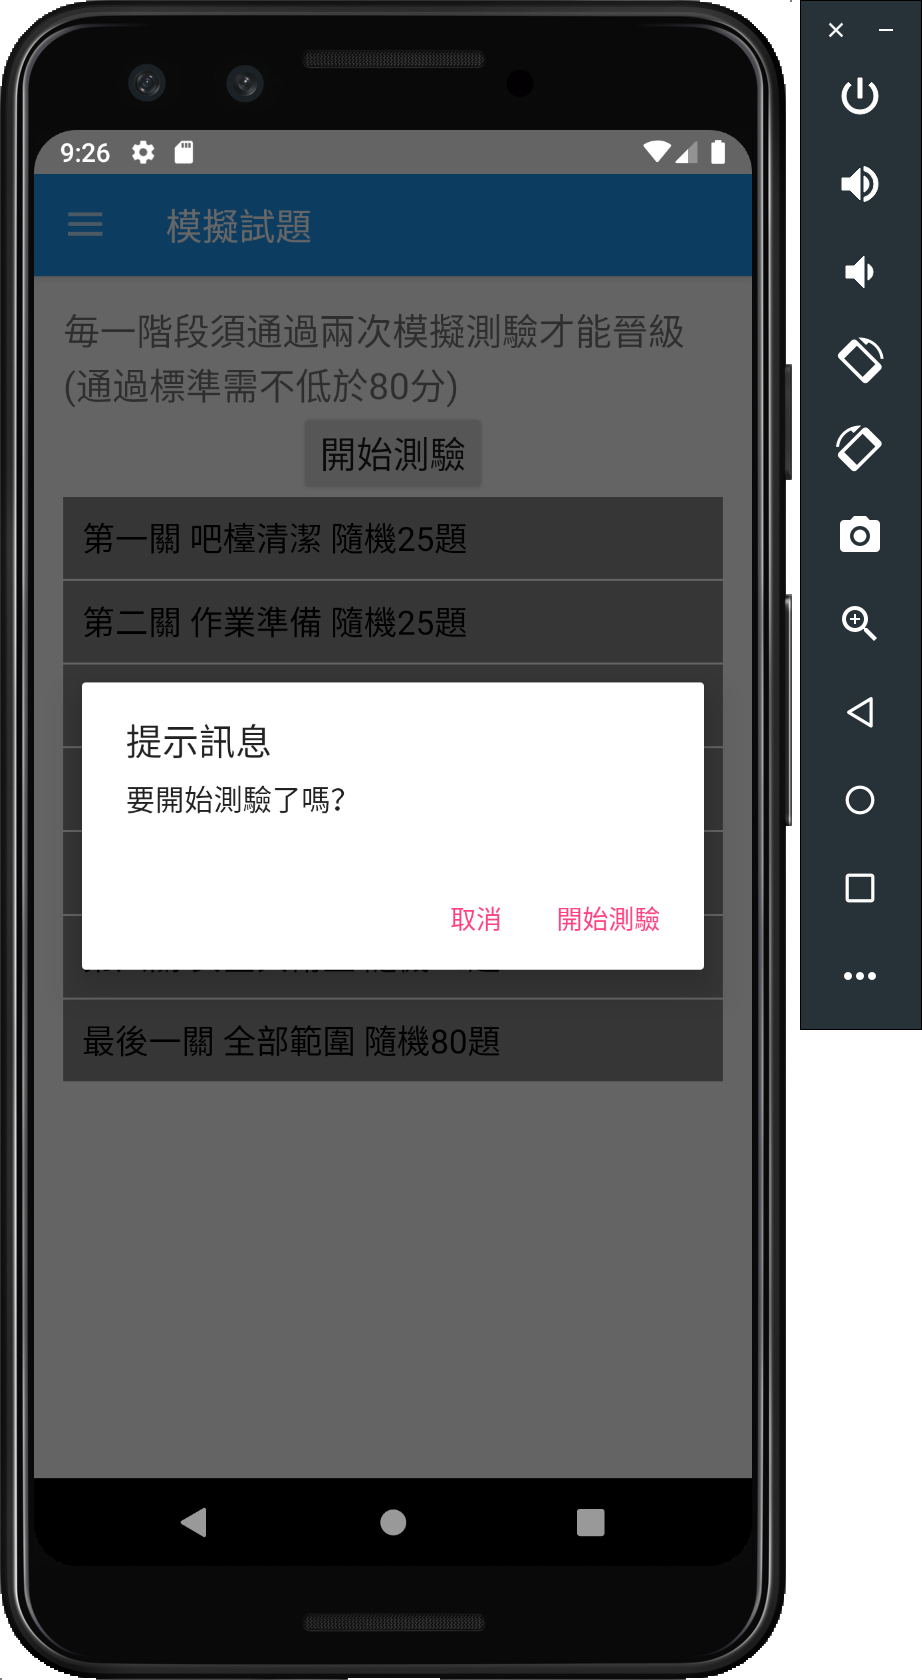 9:26
模擬試題
每一階段須通過兩次模擬測驗才能晉級
(通過標準需不低於80分)
開始測驗
第一關 吧檯清潔 隨機25題
第二關 作業準備 隨機25題
提示訊息
要開始測驗了嗎?
取消 開始測驗
最後一關 全部範圍 隨機80題